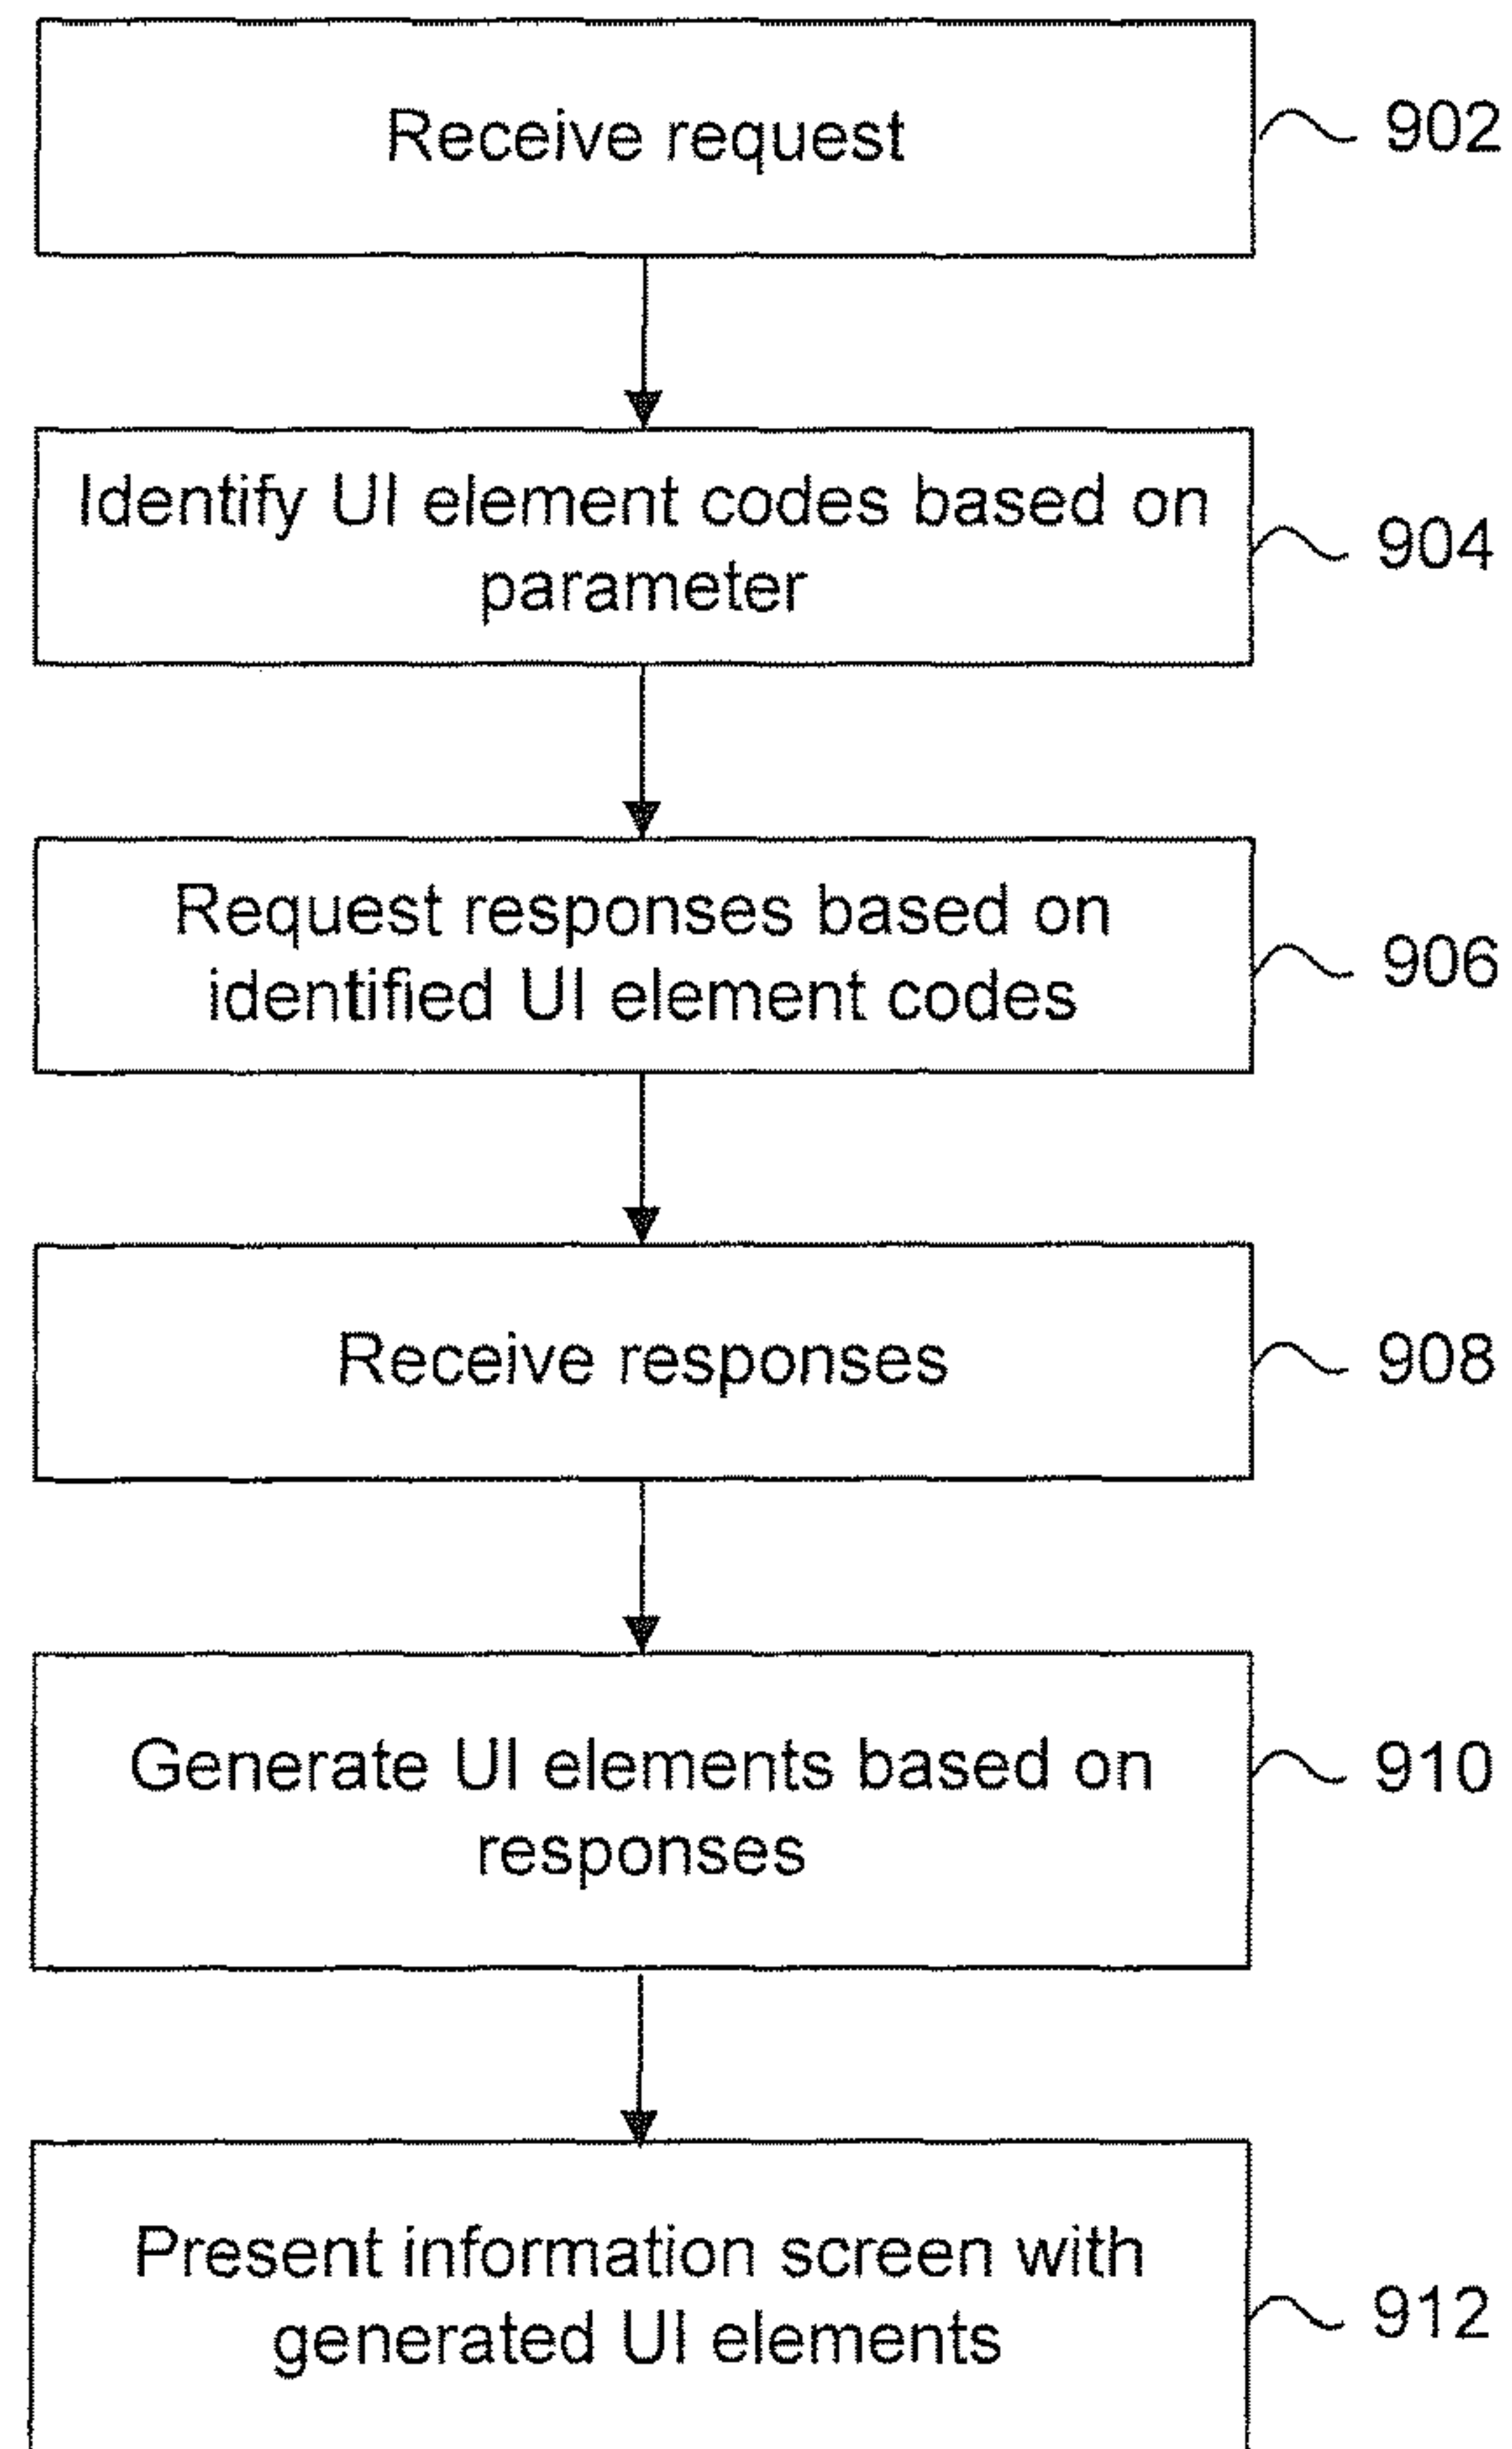 Receive request
902
Identify UI element codes based on
parameter
904
Request responses based on
identified UI element codes
906
Receive responses
908
Generate UI elements based on
responses
910
Present information screen with
generated UI elements
912